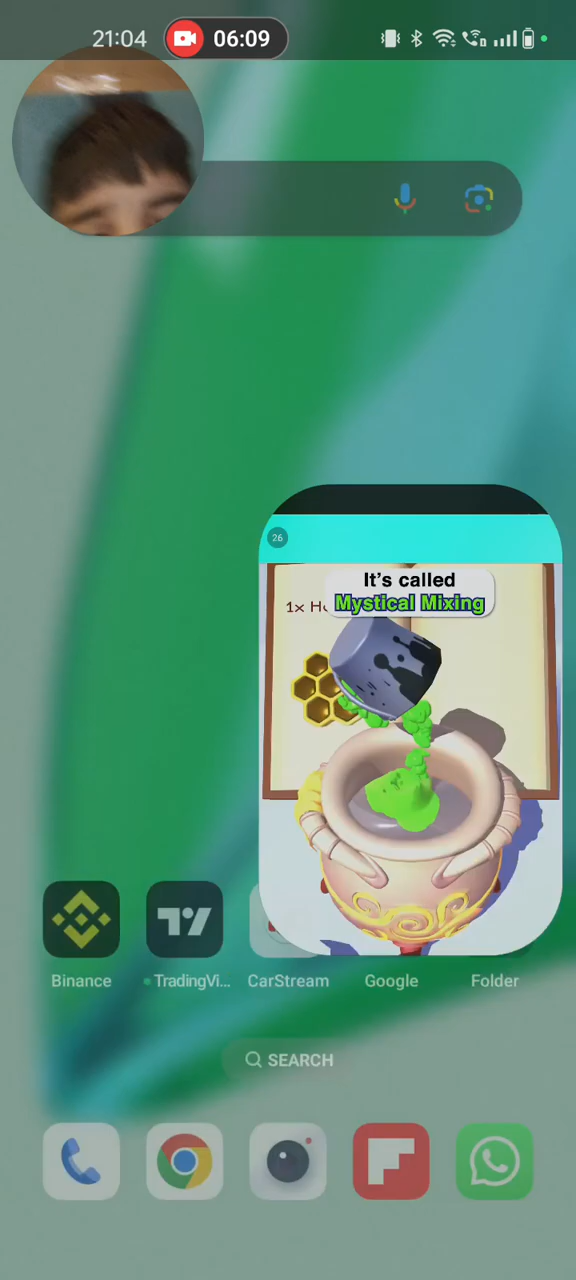 21:04
06:09
26
It's called
1x H
Mystical Mixing
Binance
TradingVi...
CarStream
Google
Folder
SEARCH